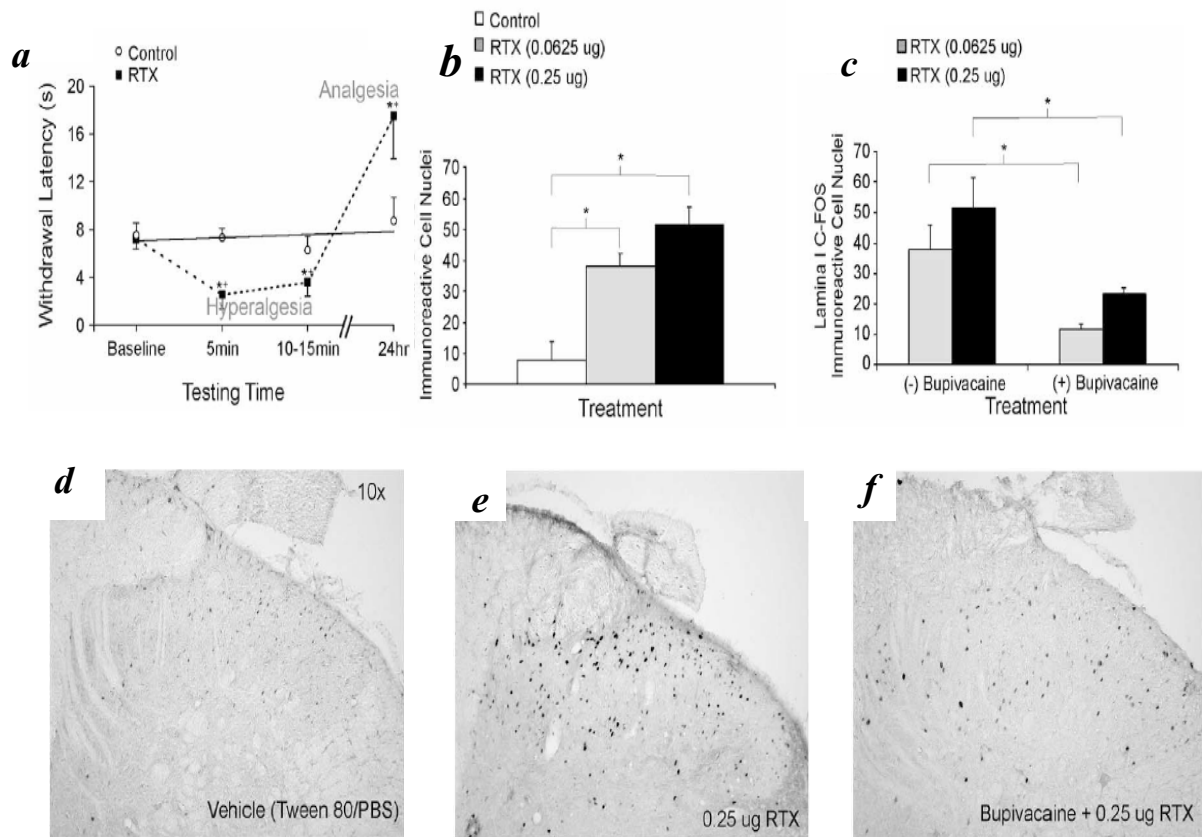 a
Control
RTX
Withdrawal Latency (s)
20
16
12
8
4
0
Analgesia
*+
*+
*+
Hyperalgesia
Baseline
5min
10-15min
24hr
Testing Time
b
Control
RTX (0.0625 ug)
RTX (0.25 ug)
Immunoreactive Cell Nuclei
70
60
50
40
30
20
10
0
*
*
Treatment
c
RTX (0.0625 ug)
RTX (0.25 ug)
Lamina I C-FOS
Immunoreactive Cell Nuclei
70
60
50
40
30
20
10
0
*
*
(-) Bupivacaine
(+) Bupivacaine
Treatment
d
10x
Vehicle (Tween 80/PBS)
e
0.25 ug RTX
f
Bupivacaine + 0.25 ug RTX